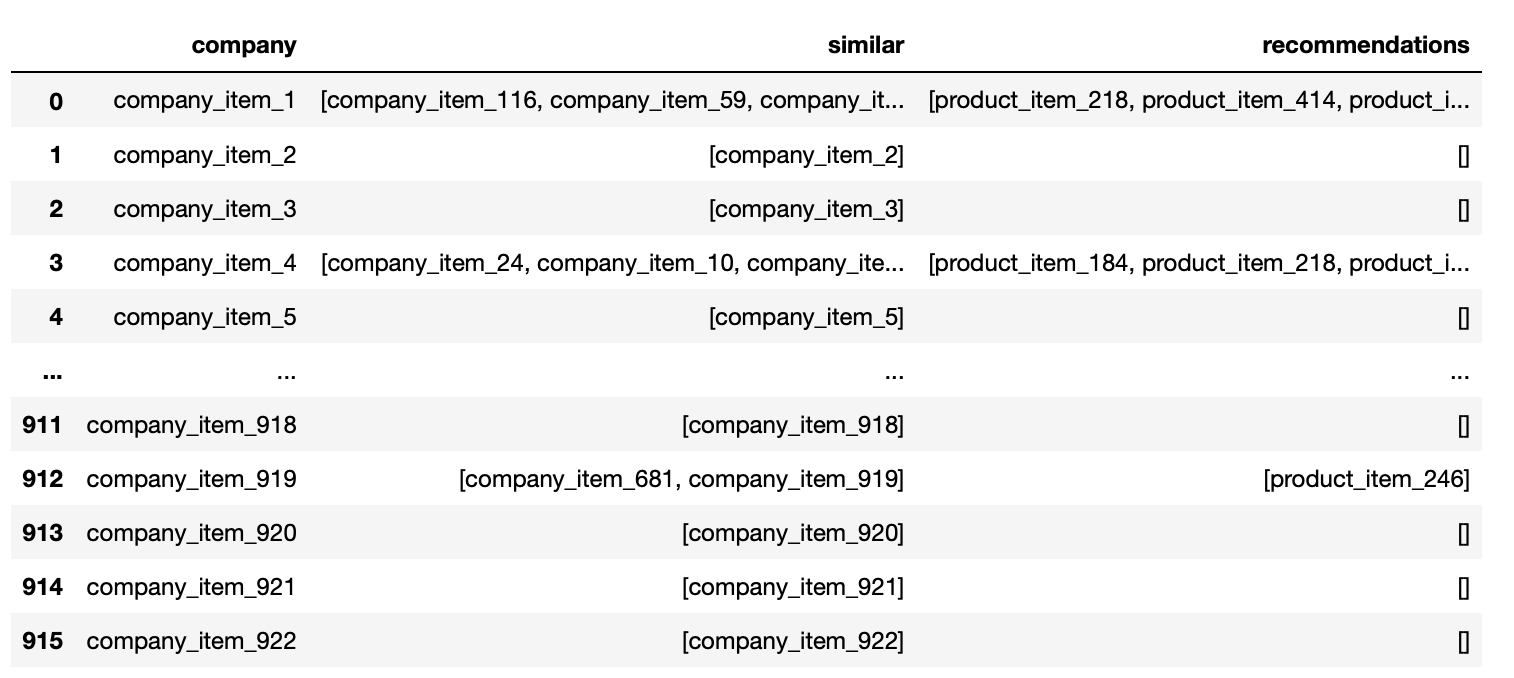 company similar recommendations
0 company_item_1 [company_item_116, company_item_59, company_it... [product_item_218, product_item_414, product_i...
1 company_item_2 [company_item_2] []
2 company_item_3 [company_item_3] []
3 company_item_4 [company_item_24, company_item_10, company_ite... [product_item_184, product_item_218, product_i...
4 company_item_5 [company_item_5] []
... ... ... ...
911 company_item_918 [company_item_918] []
912 company_item_919 [company_item_681, company_item_919] [product_item_246]
913 company_item_920 [company_item_920] []
914 company_item_921 [company_item_921] []
915 company_item_922 [company_item_922] []